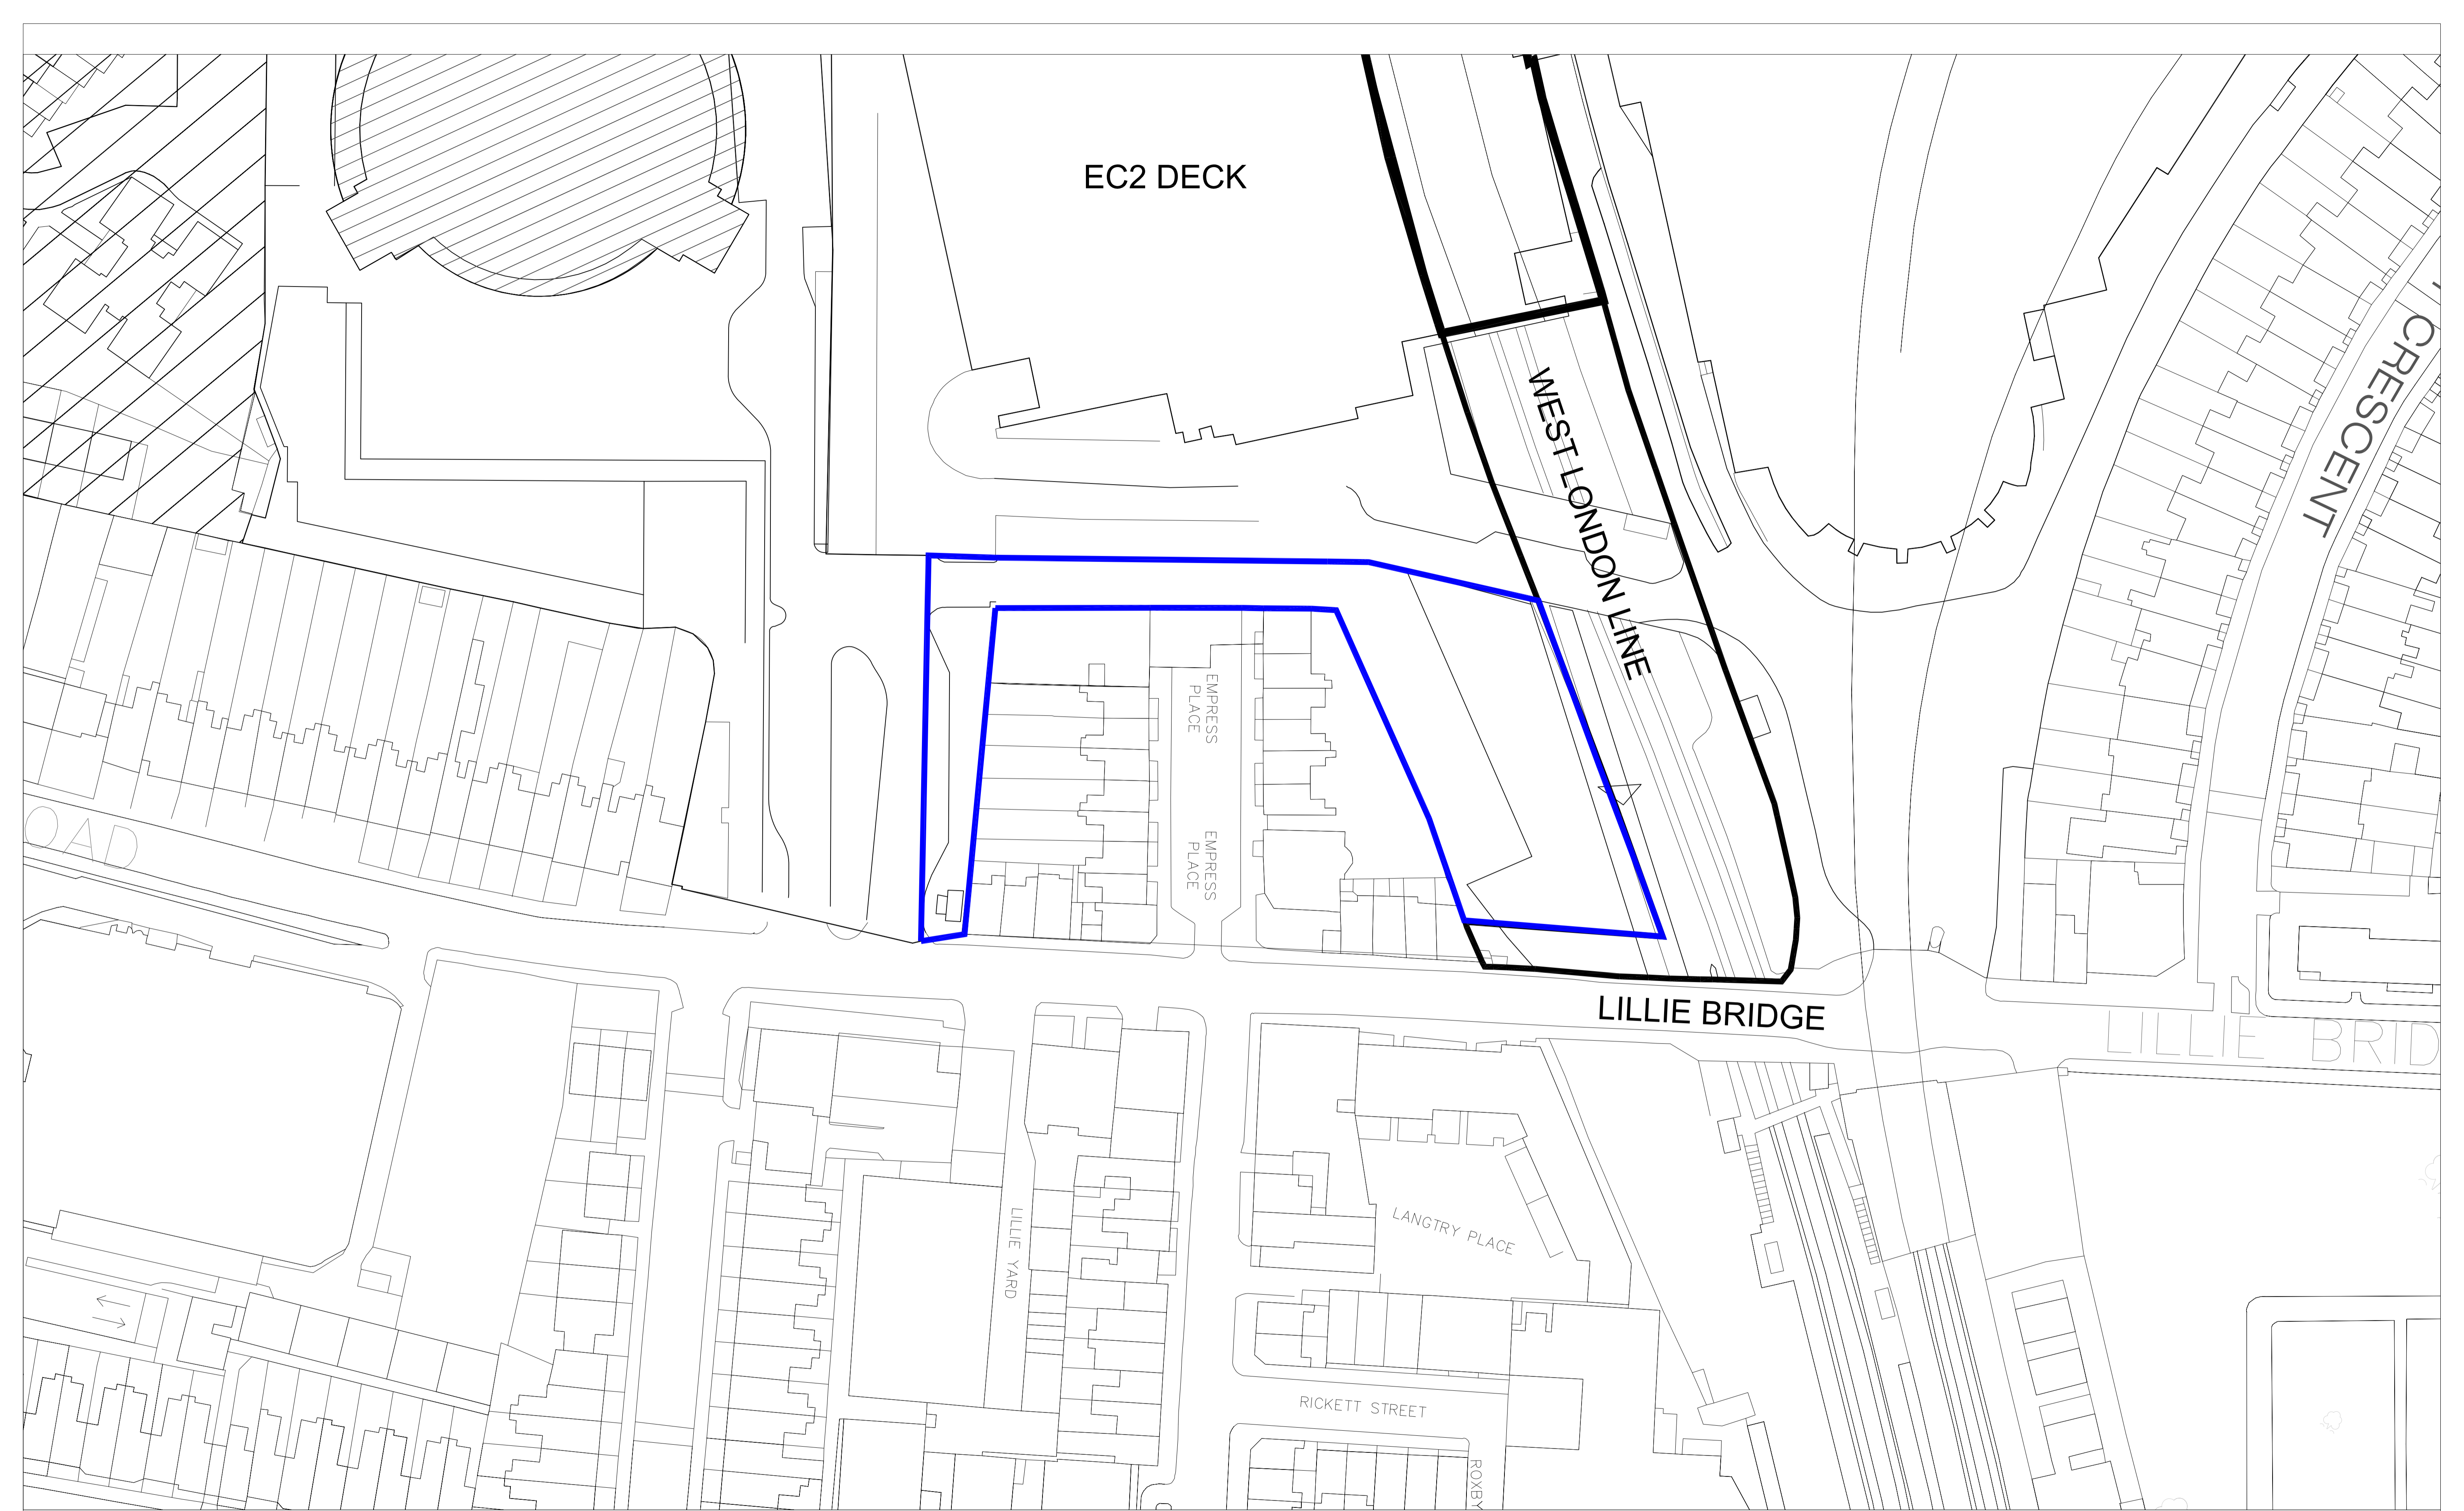 EC2 DECK
CRESCENT
WEST LONDON LINE
EMPRESS
PLACE
EMPRESS
PLACE
OAD
LILLIE BRIDGE
LILLIE BRID
LILLIE YARD
LANGTRY PLACE
RICKETT STREET
ROXBY